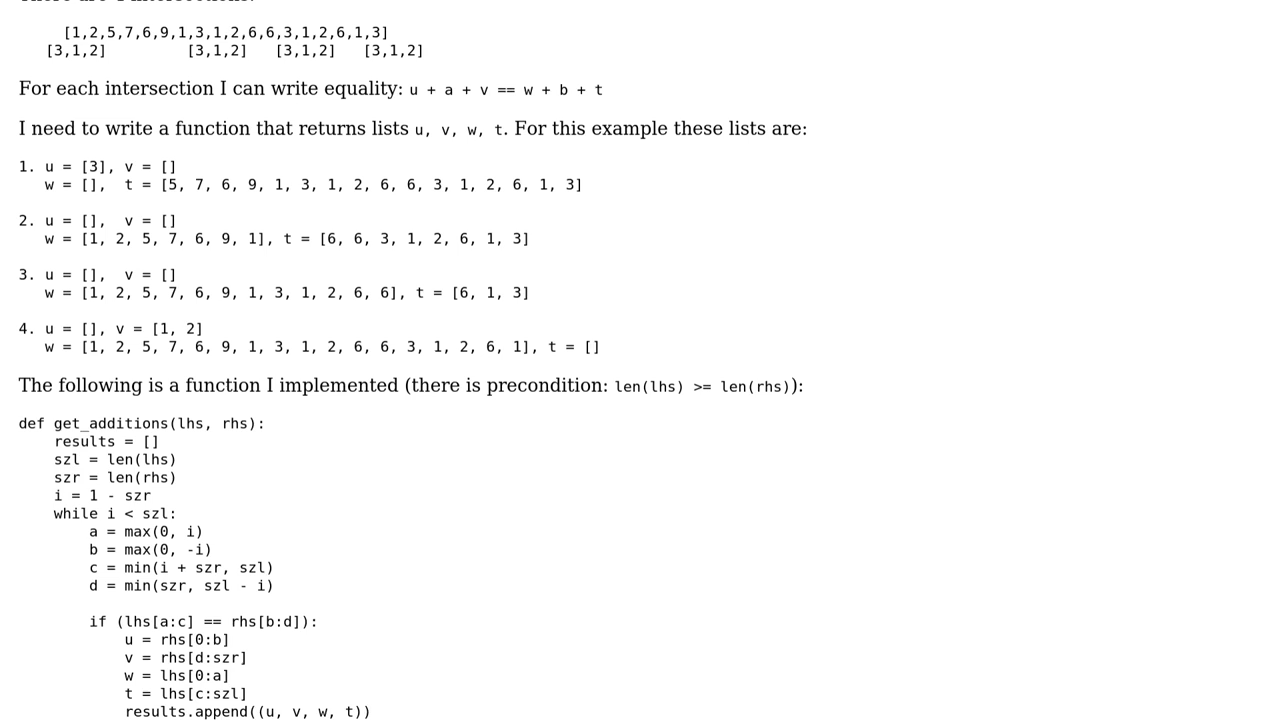 [1,2,5,7,6,9,1,3,1,2,6,6,3,1,2,6,1,3]
[3,1,2] [3,1,2] [3,1,2] [3,1,2]
For each intersection I can write equality: u + a + v == w + b + t
I need to write a function that returns lists u, v, w, t. For this example these lists are:
1. u = [3], v = []
w = [], t = [5, 7, 6, 9, 1, 3, 1, 2, 6, 6, 3, 1, 2, 6, 1, 3]
2. u = [], v = []
w = [1, 2, 5, 7, 6, 9, 1], t = [6, 6, 3, 1, 2, 6, 1, 3]
3. u = [], v = []
w = [1, 2, 5, 7, 6, 9, 1, 3, 1, 2, 6, 6], t = [6, 1, 3]
4. u = [], v = [1, 2]
w = [1, 2, 5, 7, 6, 9, 1, 3, 1, 2, 6, 6, 3, 1, 2, 6, 1], t = []
The following is a function I implemented (there is precondition: len(lhs) >= len(rhs)):
def get_additions(lhs, rhs):
results = []
szl = len(lhs)
szr = len(rhs)
i = 1 - szr
while i < szl:
a = max(0, i)
b = max(0, -i)
c = min(i + szr, szl)
d = min(szr, szl - i)
if (lhs[a:c] == rhs[b:d]):
u = rhs[0:b]
v = rhs[d:szr]
w = lhs[0:a]
t = lhs[c:szl]
results.append((u, v, w, t))